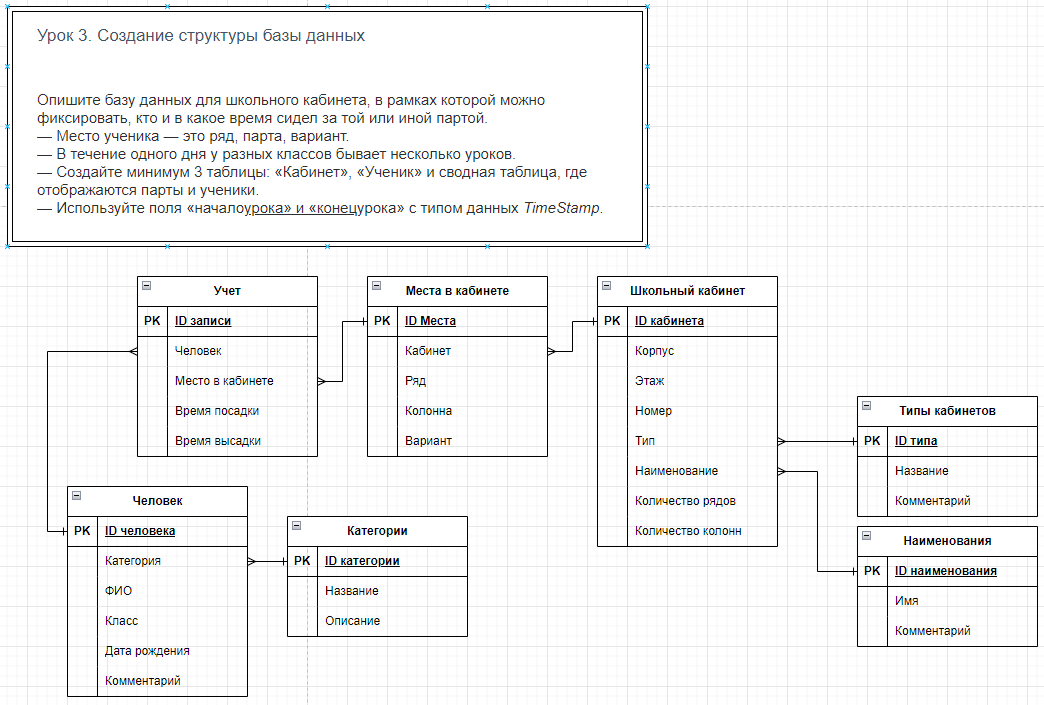 Урок 3. Создание структуры базы данных
Опишите базу данных для школьного кабинета, в рамках которой можно
фиксировать, кто и в какое время сидел за той или иной партой.
— Место ученика — это ряд, парта, вариант.
— В течение одного дня у разных классов бывает несколько уроков.
— Создайте минимум 3 таблицы: «Кабинет», «Ученик» и сводная таблица, где
отображаются парты и ученики.
— Используйте поля «началоурока» и «конецурока» с типом данных TimeStamp.
Учет
PK ID записи
Человек
Место в кабинете
Время посадки
Время высадки
Места в кабинете
PK ID Места
Кабинет
Ряд
Колонна
Вариант
Школьный кабинет
PK ID кабинета
Корпус
Этаж
Номер
Тип
Наименование
Количество рядов
Количество колонн
Типы кабинетов
PK ID типа
Название
Комментарий
Человек
PK ID человека
Категория
ФИО
Класс
Дата рождения
Комментарий
Категории
PK ID категории
Название
Описание
Наименования
PK ID наименования
Имя
Комментарий